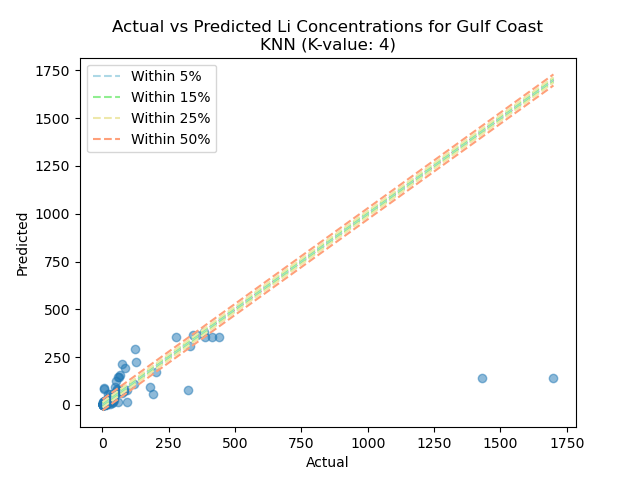 Actual vs Predicted Li Concentrations for Gulf Coast
KNN (K-value: 4)
Within 5%
Within 15%
Within 25%
Within 50%
1750
1500
1250
1000
750
500
250
0
Predicted
0 250 500 750 1000 1250 1500 1750
Actual